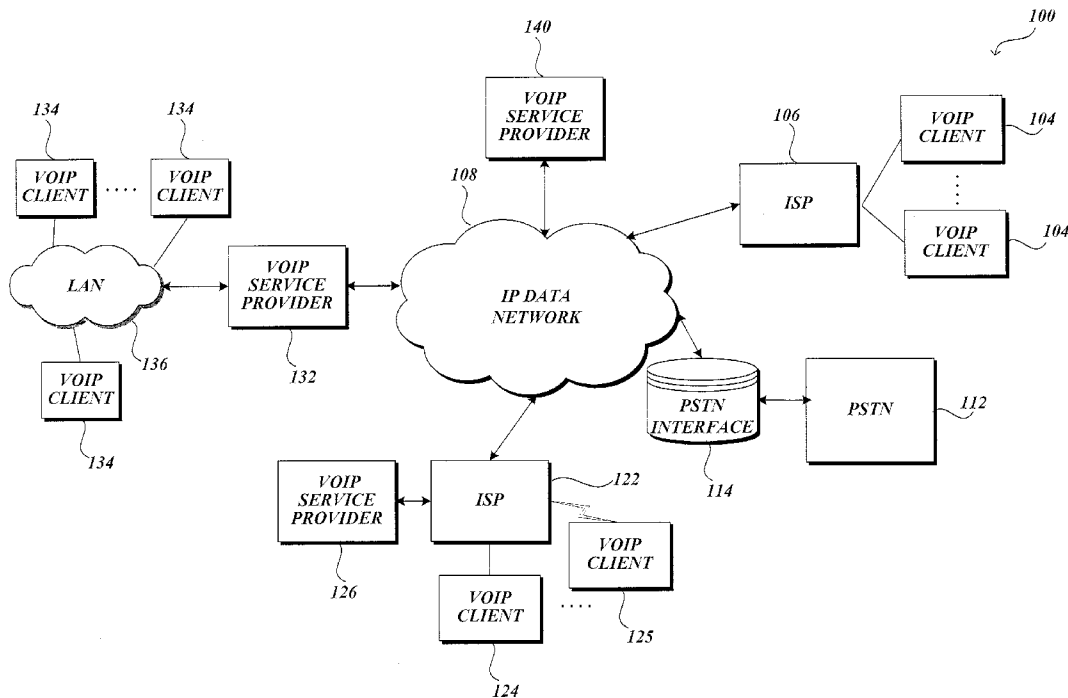 100
140
VOIP
SERVICE
PROVIDER
134
134
106
VOIP
CLIENT
104
VOIP
CLIENT
VOIP
CLIENT
108
ISP
VOIP
CLIENT
104
LAN
VOIP
SERVICE
PROVIDER
IP DATA
NETWORK
136
132
VOIP
CLIENT
134
PSTN
INTERFACE
114
PSTN
112
VOIP
SERVICE
PROVIDER
126
ISP
122
VOIP
CLIENT
125
VOIP
CLIENT
124